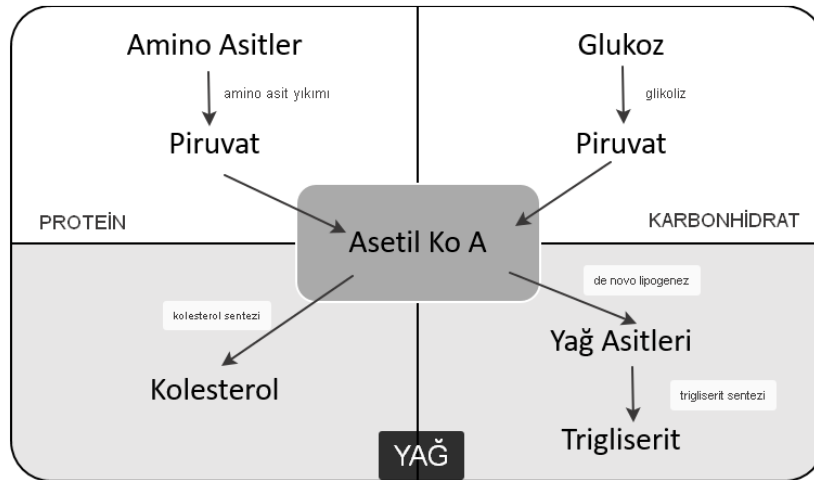 Amino Asitler
amino asit yıkımı
Piruvat
PROTEİN
Glukoz
glikoliz
Piruvat
KARBONHİDRAT
Asetil Ko A
kolesterol sentezi
Kolesterol
de novo lipogenez
Yağ Asitleri
trigliserit sentezi
Trigliserit
YAĞ